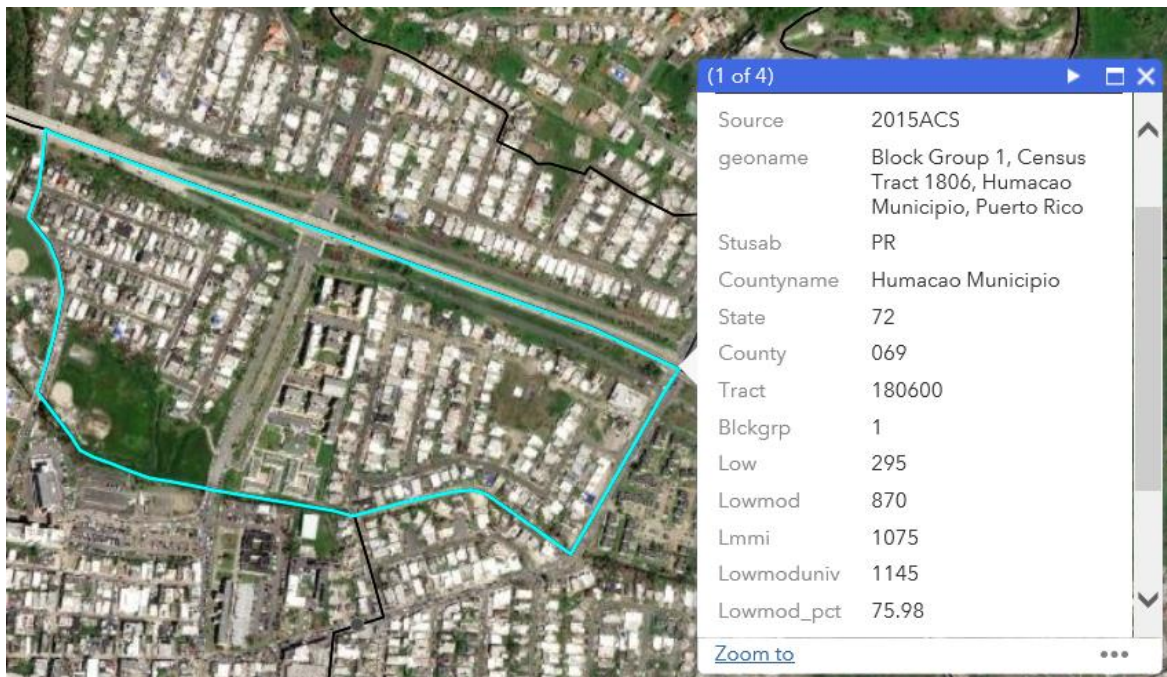 (1 of 4)
Source 2015ACS
geoname Block Group 1, Census
Tract 1806, Humacao
Municipio, Puerto Rico
Stusab PR
Countyname Humacao Municipio
State 72
County 069
Tract 180600
Blckgrp 1
Low 295
Lowmod 870
Lmmi 1075
Lowmoduniv 1145
Lowmod_pct 75.98
Zoom to